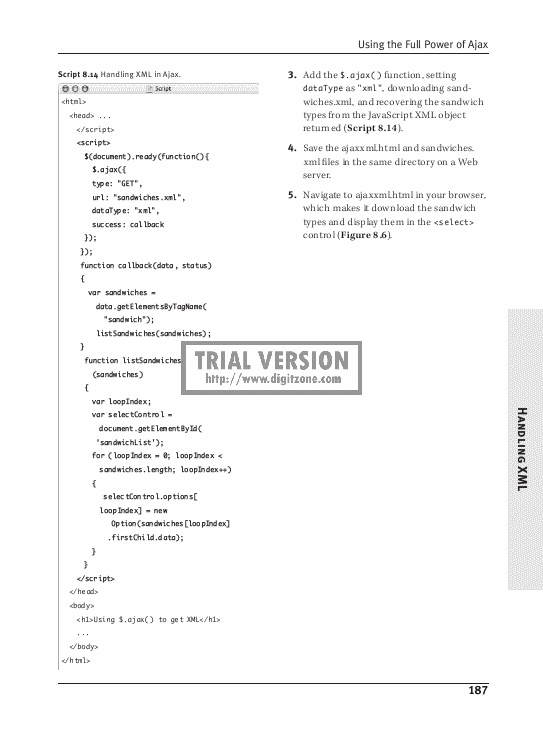 Using the Full Power of Ajax
Script 8.14 Handling XML in Ajax.
Script
<html>
<head> ...
</script>
<script>
$(document).ready(function(){
$.ajax({
type: "GET",
url: "sandwiches.xml",
dataType: "xml",
success: callback
});
});
function callback(data, status)
{
var sandwiches =
data.getElementsByTagName(
"sandwich");
listSandwiches(sandwiches);
}
function listSandwiches
(sandwiches)
{
var loopIndex;
var selectControl =
document.getElementById(
'sandwichList');
for (loopIndex = 0; loopIndex <
sandwiches.length; loopIndex++)
{
selectControl.options[
loopIndex] = new
Option(sandwiches[loopIndex]
.firstChild.data);
}
}
</script>
</head>
<body>
<h1>Using $.ajax() to get XML</h1>
...
</body>
</html>
3. Add the $.ajax() function, setting
dataType as "xml", downloading sand-
wiches.xml, and recovering the sandwich
types from the JavaScript XML object
returned (Script 8.14).
4. Save the ajaxxml.html and sandwiches.
xml files in the same directory on a Web
server.
5. Navigate to ajaxxml.html in your browser,
which makes it download the sandwich
types and display them in the <select>
control (Figure 8.6).
TRIAL VERSION
http://www.digitzone.com
HANDLING XML
187